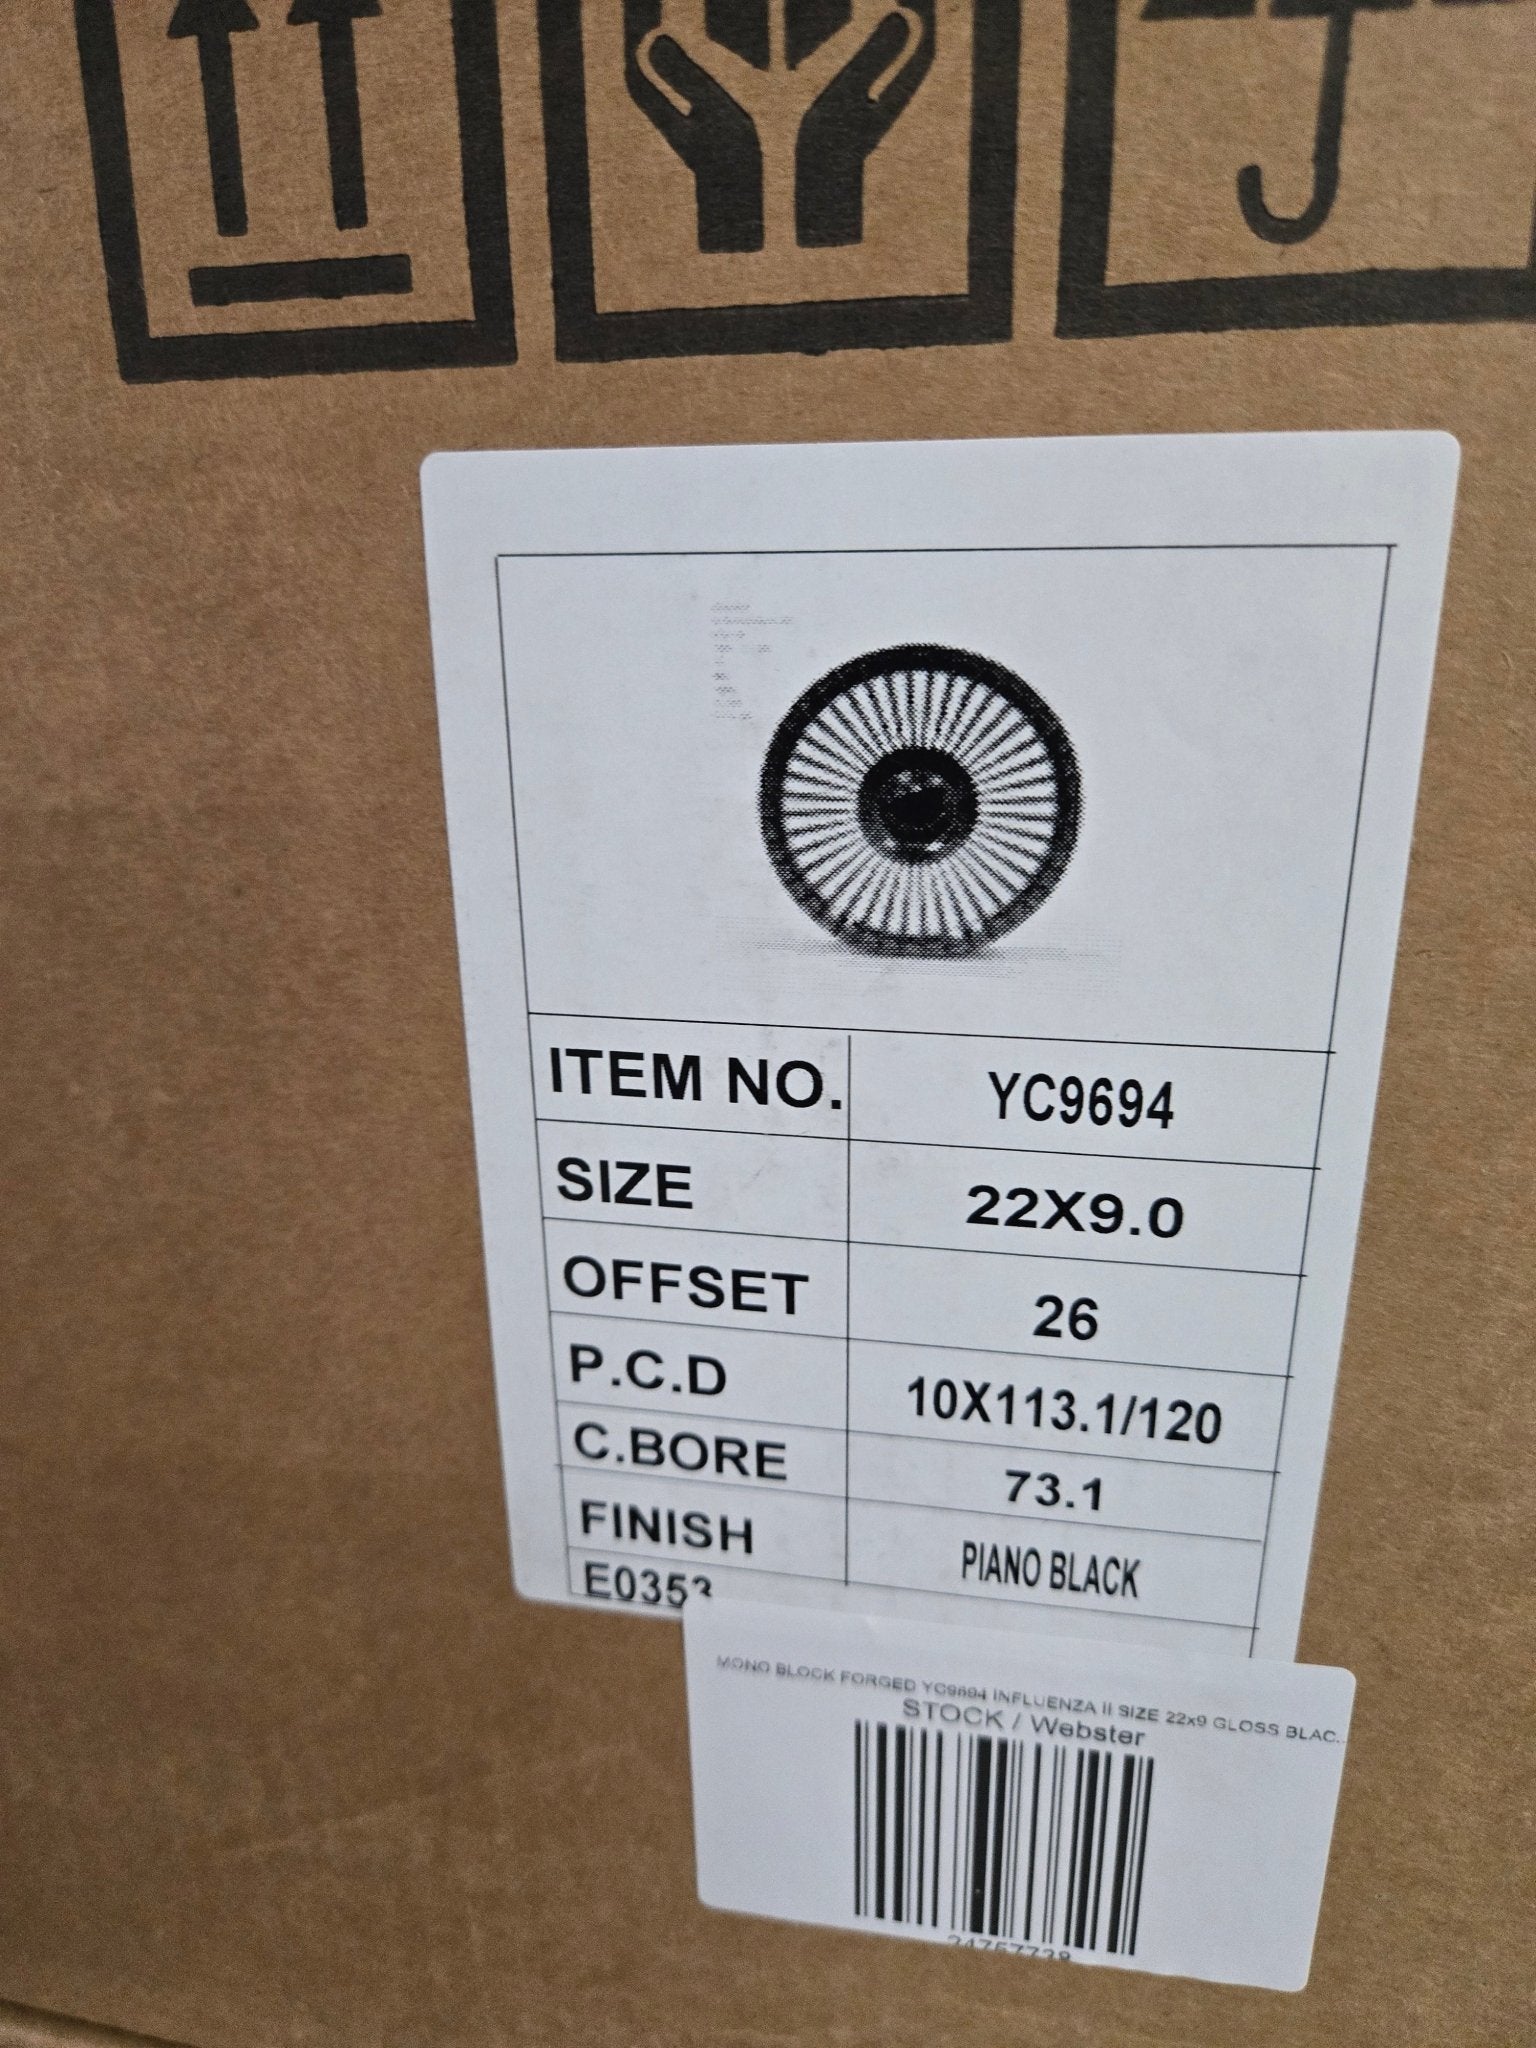 ITEM NO. YC9694
SIZE 22X9.0
OFFSET 26
P.C.D 10X113.1/120
C.BORE 73.1
FINISH PIANO BLACK
E0353
MONO BLOCK FORGED YC9694 INFLUENZA II SIZE 22x9 GLOSS BLAC...
STOCK / Webster
34757738